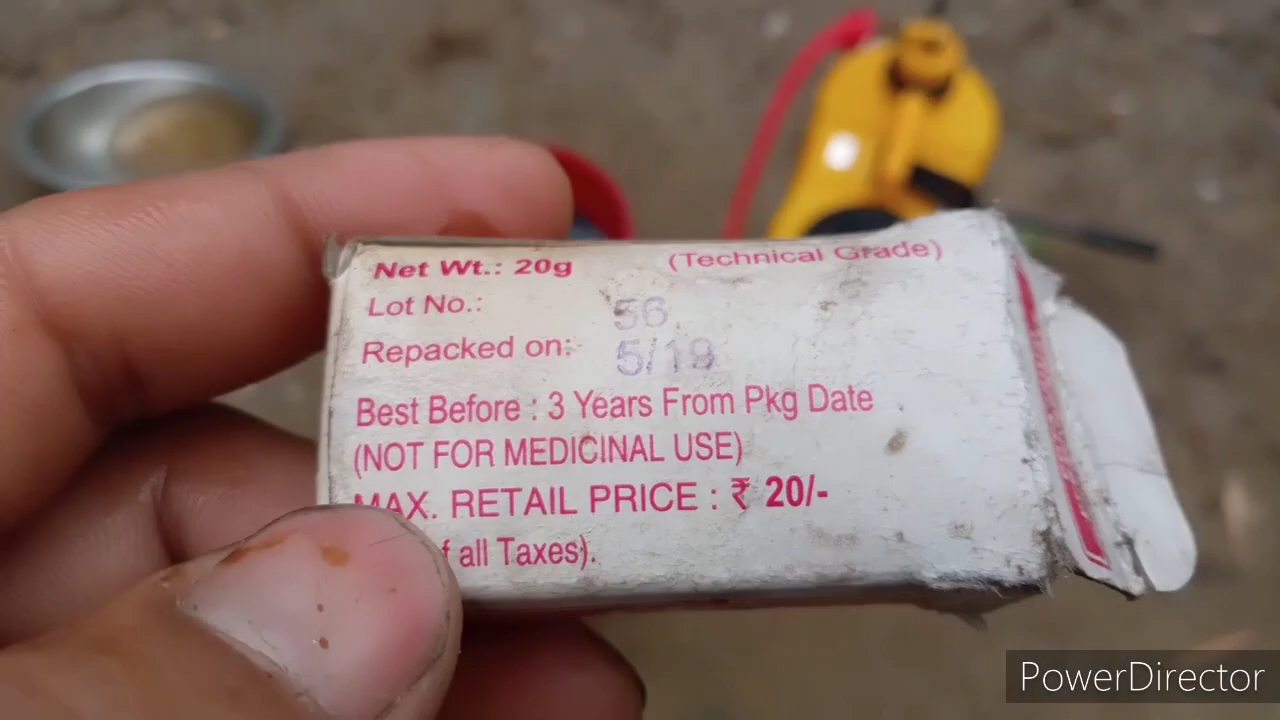 Net Wt.: 20g (Technical Grade)
Lot No.: 56
Repacked on: 5/19
Best Before : 3 Years From Pkg Date
(NOT FOR MEDICINAL USE)
MAX. RETAIL PRICE : ₹ 20/-
all Taxes).
PowerDirector